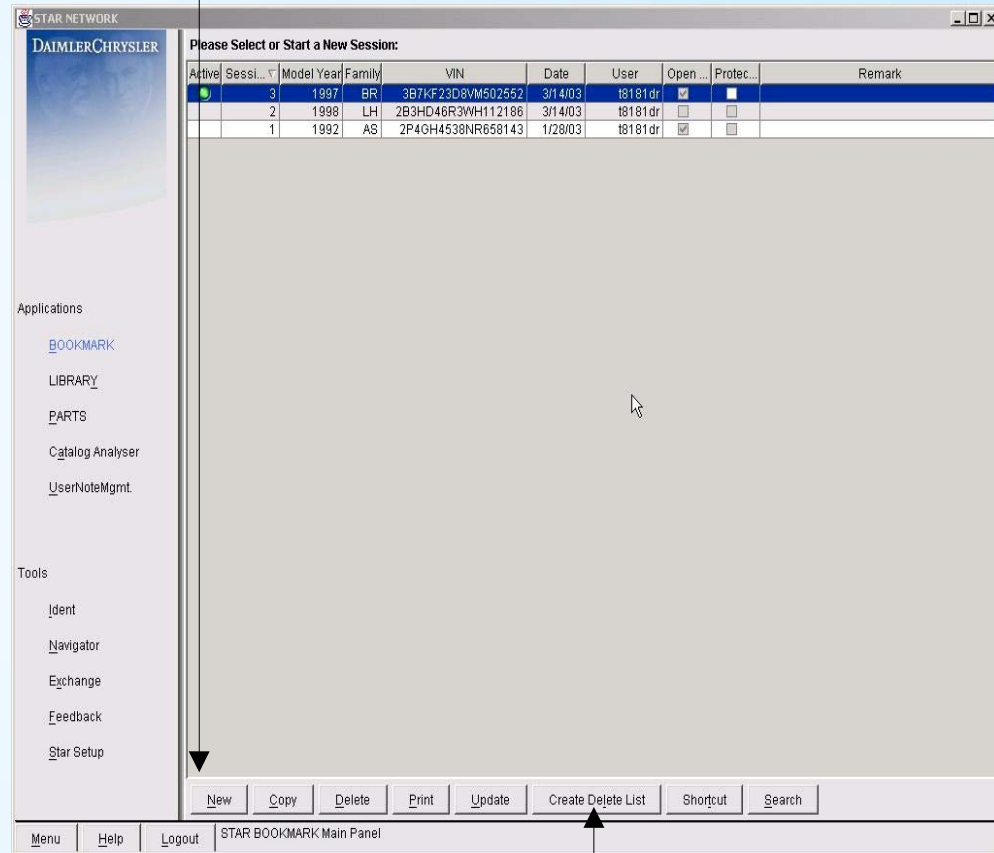 STAR NETWORK
DAIMLERCHRYSLER
Please Select or Start a New Session:
Active Sessi... Model Year Family VIN Date User Open ... Protec... Remark
3 1997 BR 3B7KF23D8VM502552 3/14/03 t8181dr
2 1998 LH 2B3HD46R3WH112186 3/14/03 t8181dr
1 1992 AS 2P4GH4538NR658143 1/28/03 t8181dr
Applications
BOOKMARK
LIBRARY
PARTS
Catalog Analyser
UserNoteMgmt.
Tools
Ident
Navigator
Exchange
Feedback
Star Setup
New Copy Delete Print Update Create Delete List Shortcut Search
Menu Help Logout STAR BOOKMARK Main Panel